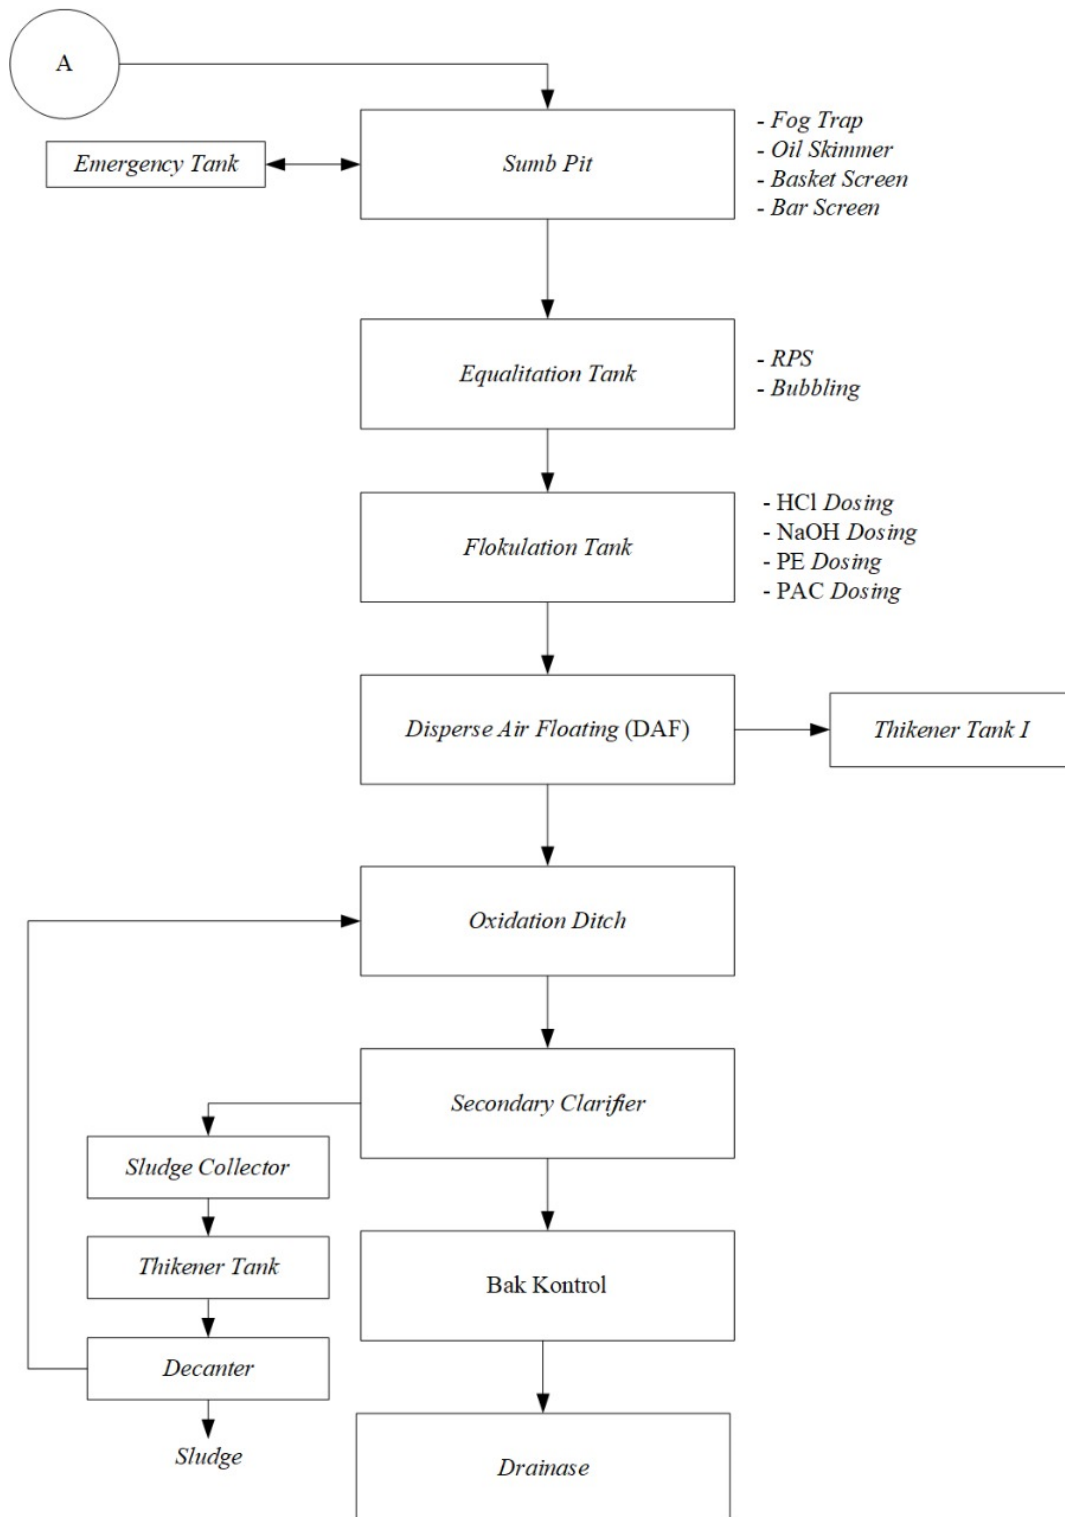 A
Emergency Tank
Sumb Pit
- Fog Trap
- Oil Skimmer
- Basket Screen
- Bar Screen
Equalitation Tank
- RPS
- Bubbling
Flokulation Tank
- HCl Dosing
- NaOH Dosing
- PE Dosing
- PAC Dosing
Disperse Air Floating (DAF)
Thikener Tank I
Oxidation Ditch
Secondary Clarifier
Sludge Collector
Thikener Tank
Decanter
Sludge
Bak Kontrol
Drainase